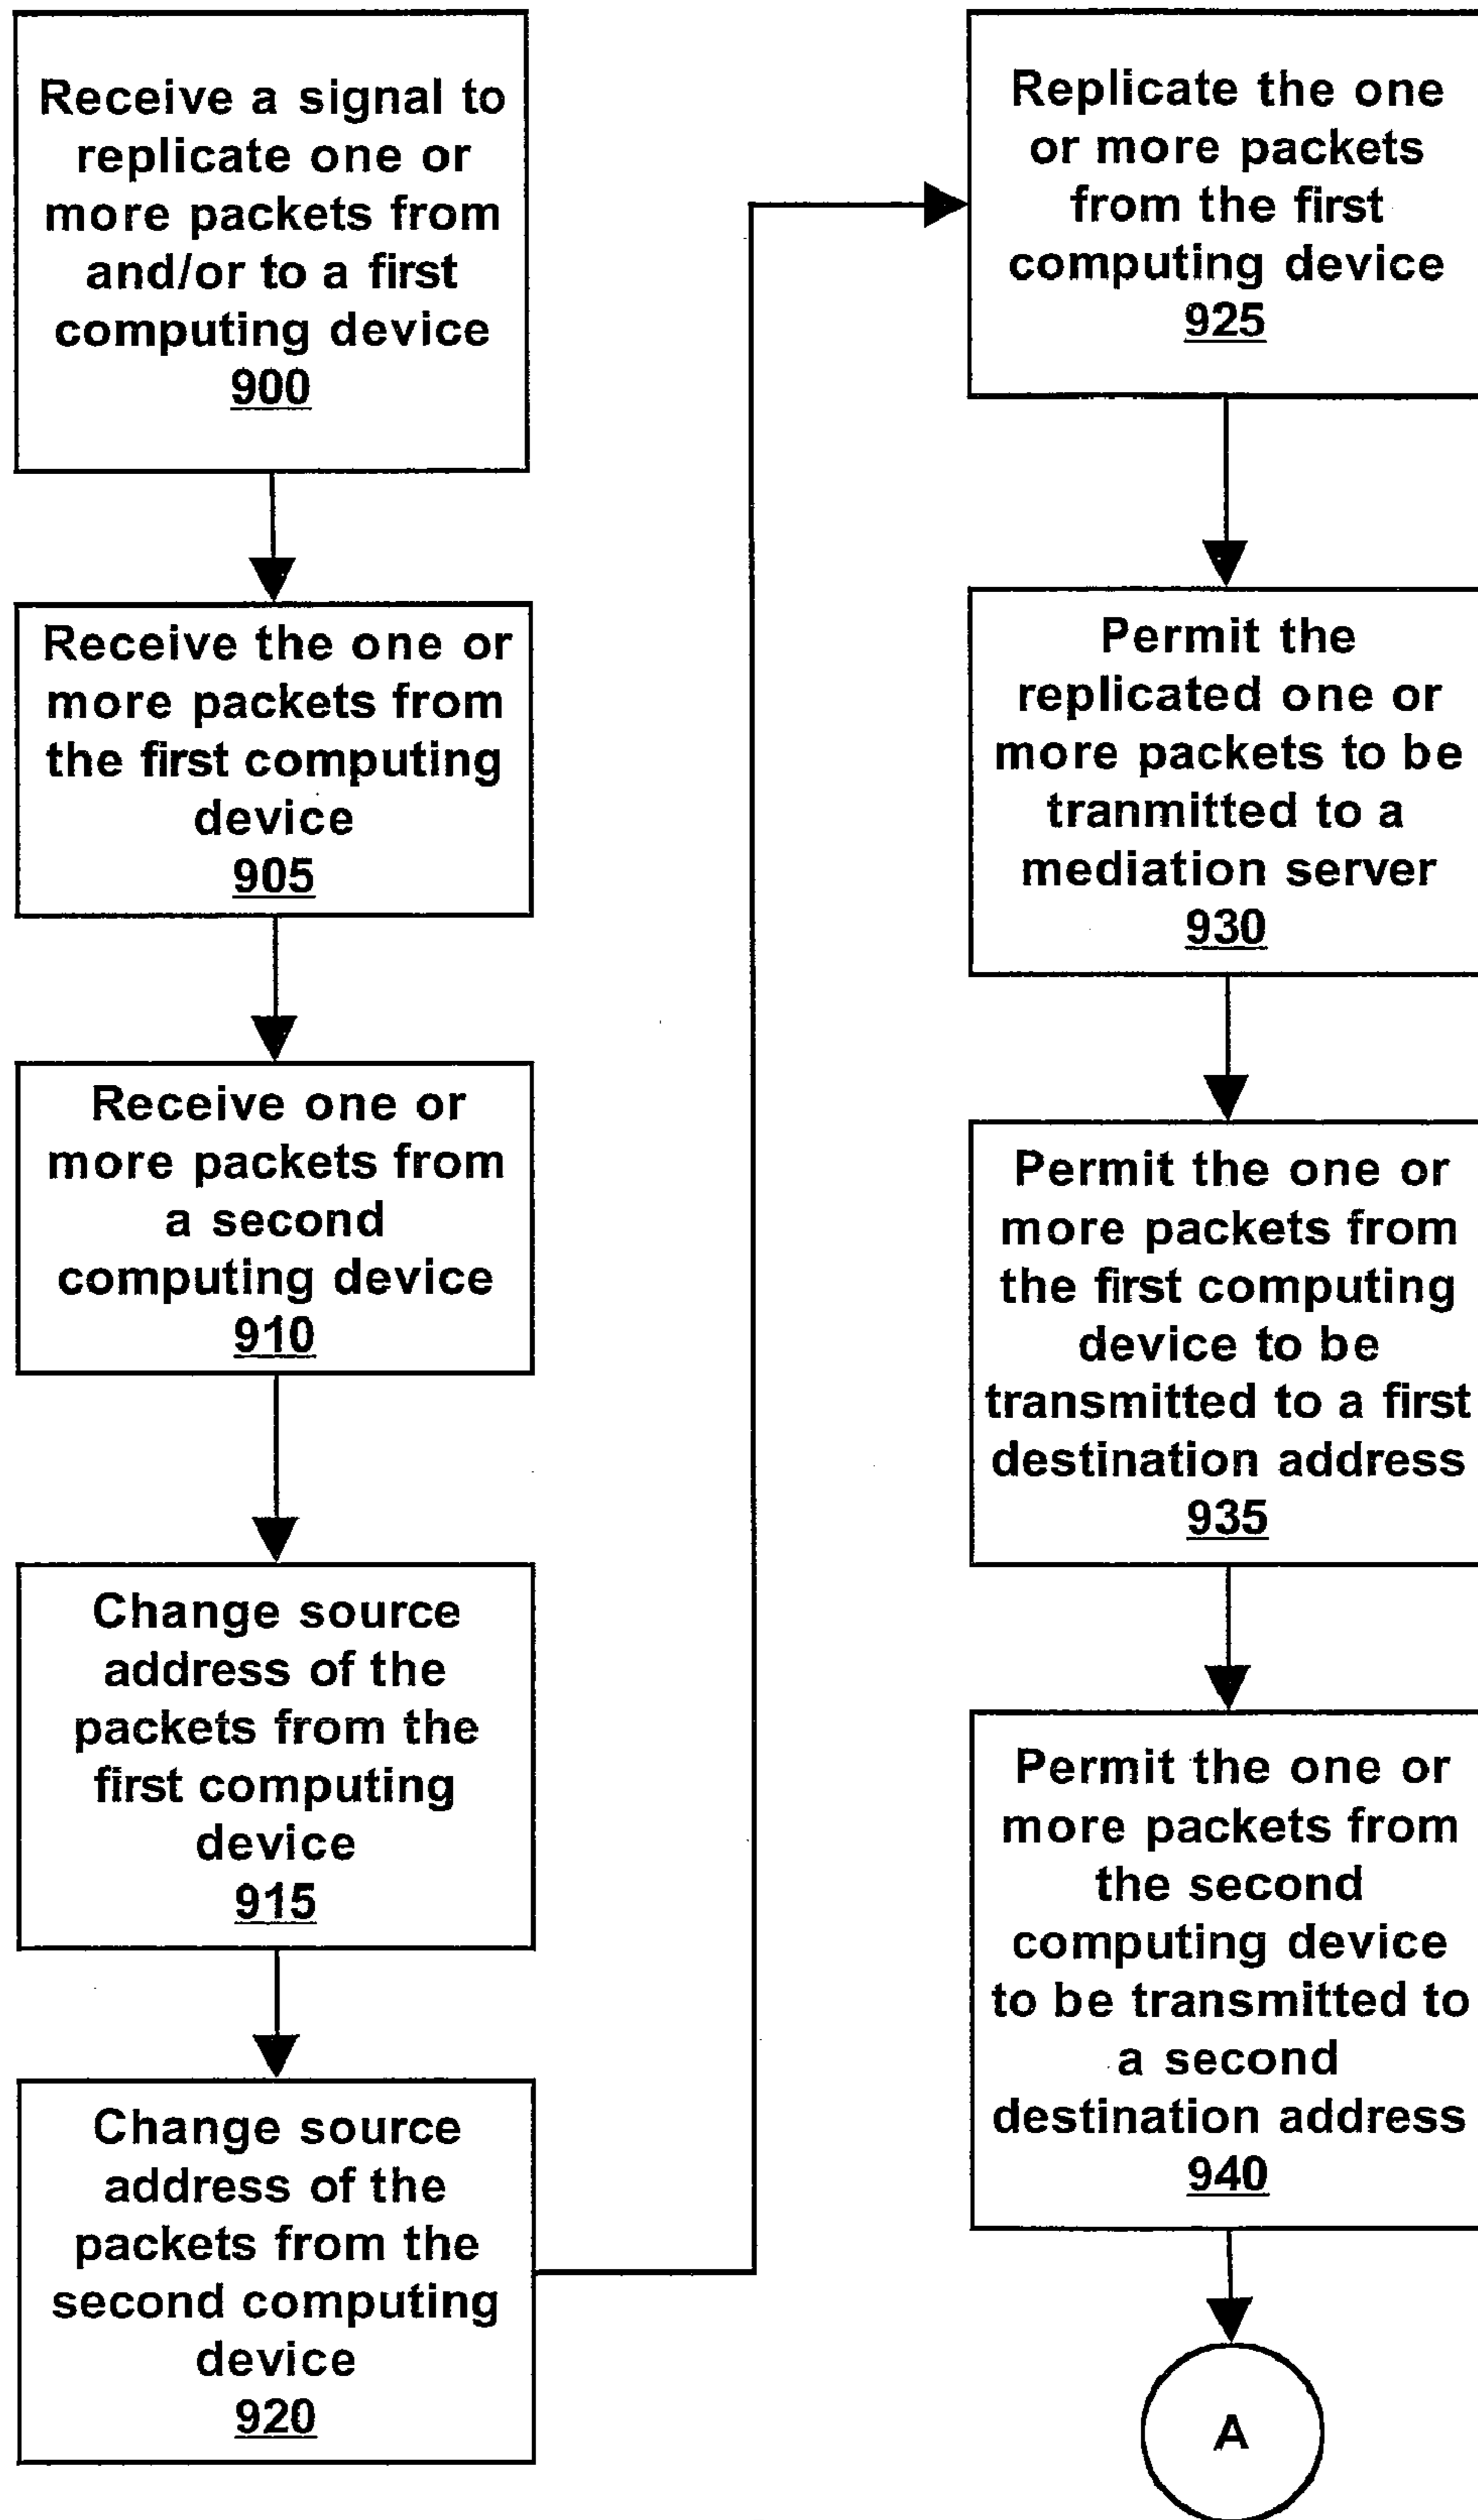 Receive a signal to
replicate one or
more packets from
and/or to a first
computing device
900
Receive the one or
more packets from
the first computing
device
905
Receive one or
more packets from
a second
computing device
910
Change source
address of the
packets from the
first computing
device
915
Change source
address of the
packets from the
second computing
device
920
Replicate the one
or more packets
from the first
computing device
925
Permit the
replicated one or
more packets to be
tranmitted to a
mediation server
930
Permit the one or
more packets from
the first computing
device to be
transmitted to a first
destination address
935
Permit the one or
more packets from
the second
computing device
to be transmitted to
a second
destination address
940
A